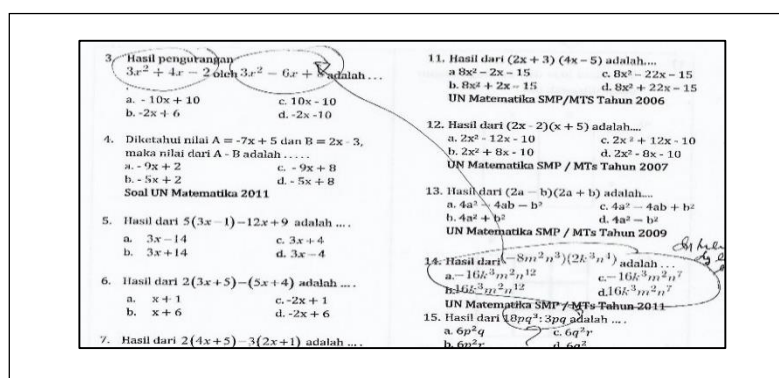 3. Hasil pengurangan
3x² + 4x − 2 oleh 3x² − 6x + 8 adalah . . .
a. - 10x + 10 c. 10x - 10
b. -2x + 6 d. -2x -10
4. Diketahui nilai A = -7x + 5 dan B = 2x - 3,
maka nilai dari A - B adalah . . . . .
a. - 9x + 2 c. - 9x + 8
b. - 5x + 2 d. - 5x + 8
Soal UN Matematika 2011
5. Hasil dari 5(3x − 1) − 12x + 9 adalah ....
a. 3x − 14 c. 3x + 4
b. 3x + 14 d. 3x − 4
6. Hasil dari 2(3x + 5) − (5x + 4) adalah ....
a. x + 1 c. -2x + 1
b. x + 6 d. -2x + 6
7. Hasil dari 2(4x + 5) − 3(2x + 1) adalah ....
11. Hasil dari (2x + 3) (4x − 5) adalah....
a 8x² − 2x − 15 c. 8x² − 22x − 15
b. 8x² + 2x − 15 d. 8x² + 22x − 15
UN Matematika SMP/MTS Tahun 2006
12. Hasil dari (2x - 2)(x + 5) adalah....
a. 2x² - 12x - 10 c. 2x² + 12x - 10
b. 2x² + 8x - 10 d. 2x² - 8x - 10
UN Matematika SMP / MTs Tahun 2007
13. Hasil dari (2a − b)(2a + b) adalah....
a. 4a² − 4ab − b² c. 4a² − 4ab + b²
b. 4a² + b² d. 4a² − b²
UN Matematika SMP / MTs Tahun 2009
14. Hasil dari (−8m²n³)(2k³n⁴) adalah . . .
a. −16k³m²n¹² c. −16k³m²n⁷
b. 16k³m²n¹² d. 16k³m²n⁷
UN Matematika SMP / MTs Tahun 2011
15. Hasil dari 18pq³ : 3pq adalah ....
a. 6p²q c. 6q²r
b. 6p²r d. 6q²